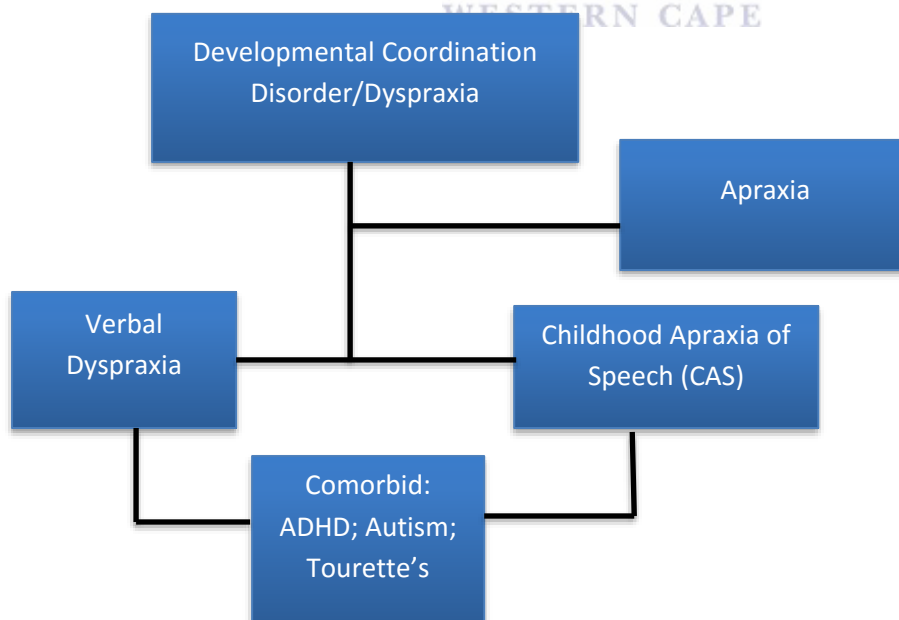 WESTERN CAPE
Developmental Coordination
Disorder/Dyspraxia
Apraxia
Verbal
Dyspraxia
Childhood Apraxia of
Speech (CAS)
Comorbid:
ADHD; Autism;
Tourette’s